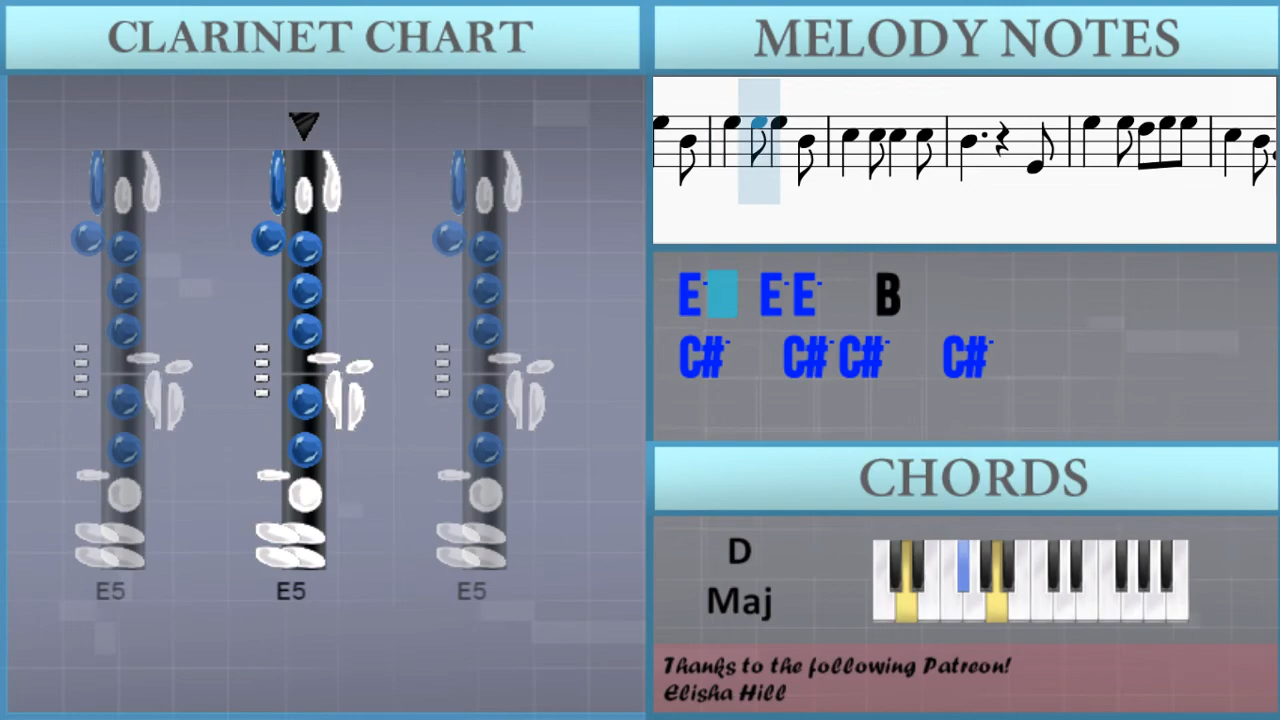 CLARINET CHART
E5
E5
E5
MELODY NOTES
E- E- E- B
C#- C#- C#- C#-
CHORDS
D
Maj
Thanks to the following Patreon!
Elisha Hill